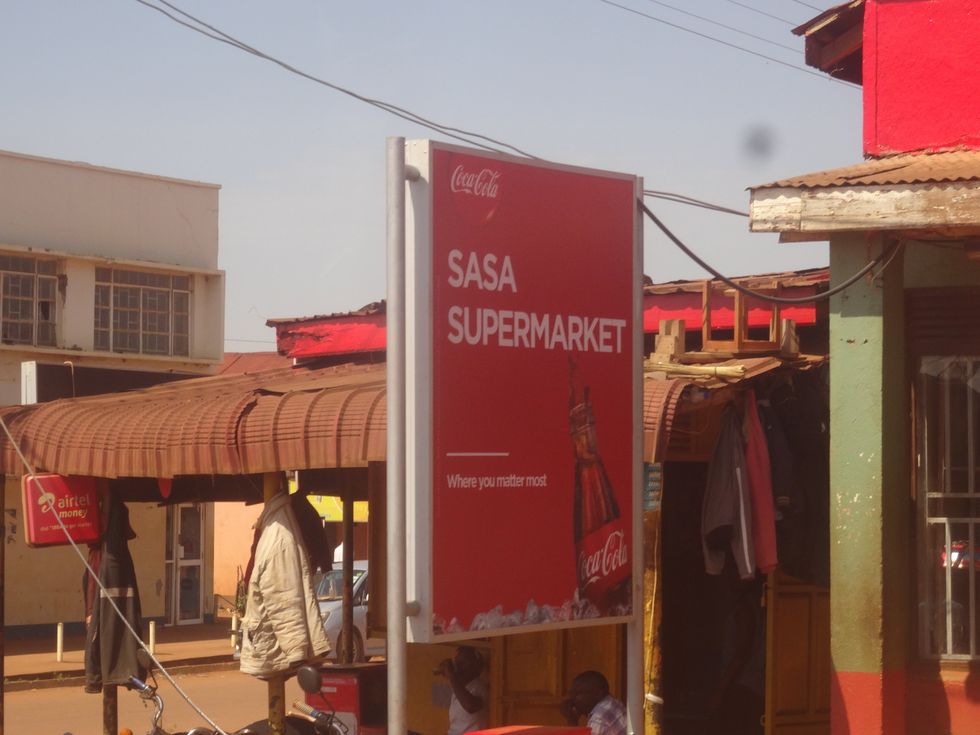 Coca-Cola
SASA
SUPERMARKET
Where you matter most
Coca-Cola
airtel
money